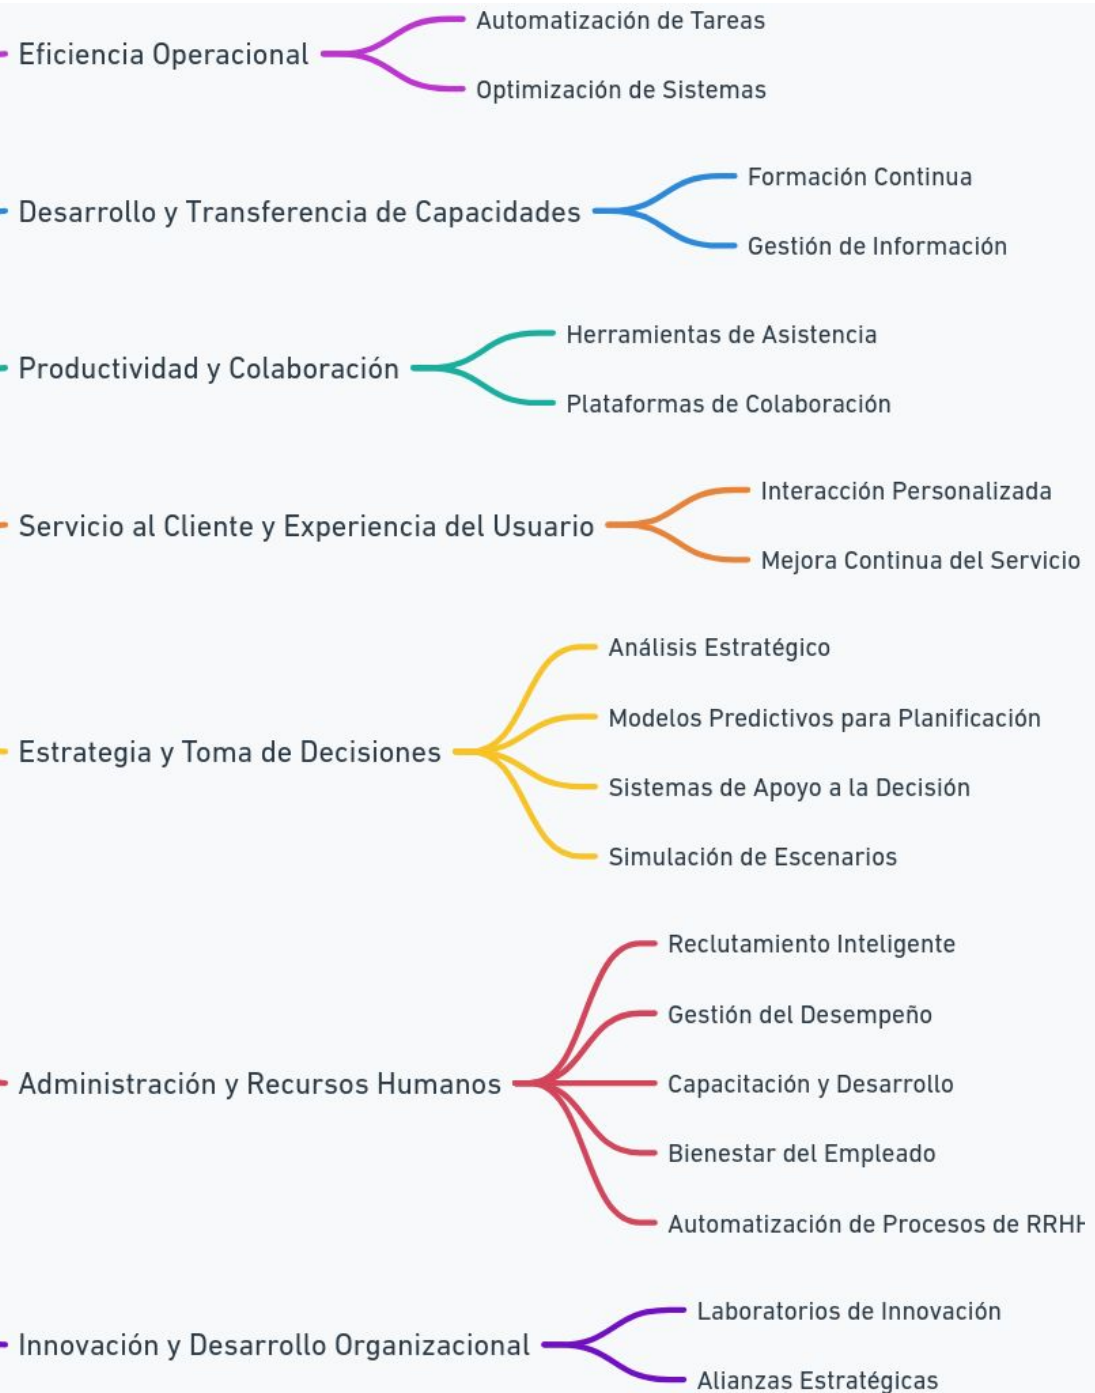 Automatización de Tareas
Eficiencia Operacional
Optimización de Sistemas
Formación Continua
Desarrollo y Transferencia de Capacidades
Gestión de Información
Herramientas de Asistencia
Productividad y Colaboración
Plataformas de Colaboración
Interacción Personalizada
Servicio al Cliente y Experiencia del Usuario
Mejora Continua del Servicio
Análisis Estratégico
Modelos Predictivos para Planificación
Estrategia y Toma de Decisiones
Sistemas de Apoyo a la Decisión
Simulación de Escenarios
Reclutamiento Inteligente
Gestión del Desempeño
Administración y Recursos Humanos
Capacitación y Desarrollo
Bienestar del Empleado
Automatización de Procesos de RRHH
Laboratorios de Innovación
Innovación y Desarrollo Organizacional
Alianzas Estratégicas